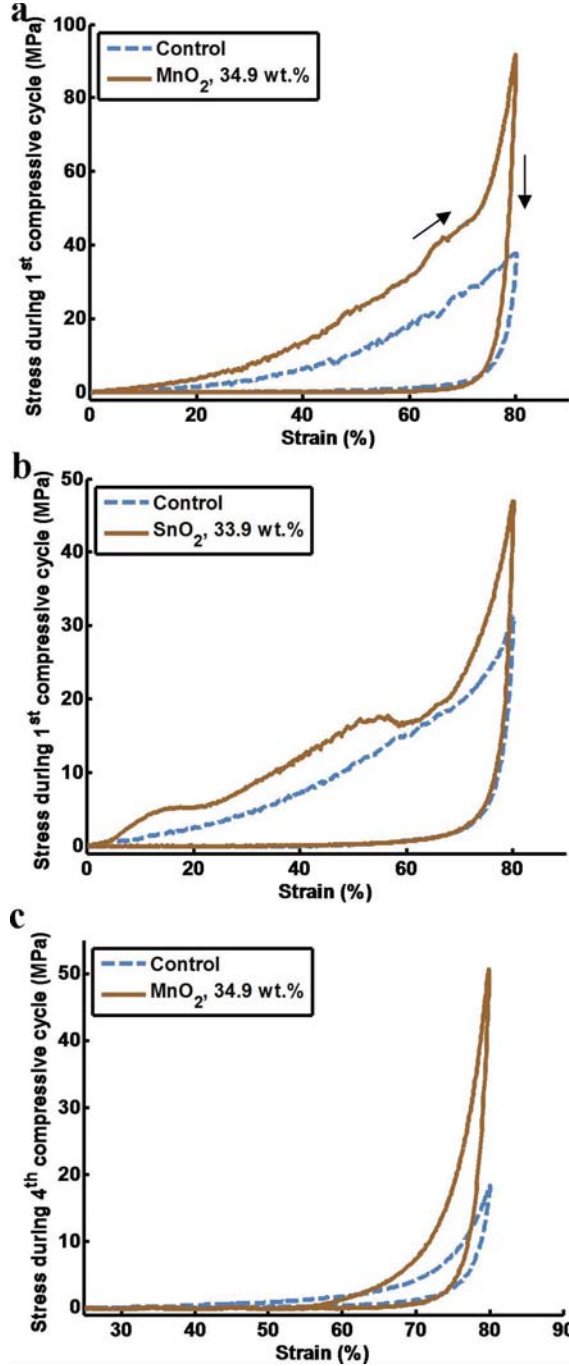 a
100
80
60
40
20
0
Stress during 1st compressive cycle (MPa)
Control
MnO2, 34.9 wt.%
0 20 40 60 80
Strain (%)
b
50
40
30
20
10
0
Stress during 1st compressive cycle (MPa)
Control
SnO2, 33.9 wt.%
0 20 40 60 80
Strain (%)
c
50
40
30
20
10
0
Stress during 4th compressive cycle (MPa)
Control
MnO2, 34.9 wt.%
30 40 50 60 70 80 90
Strain (%)